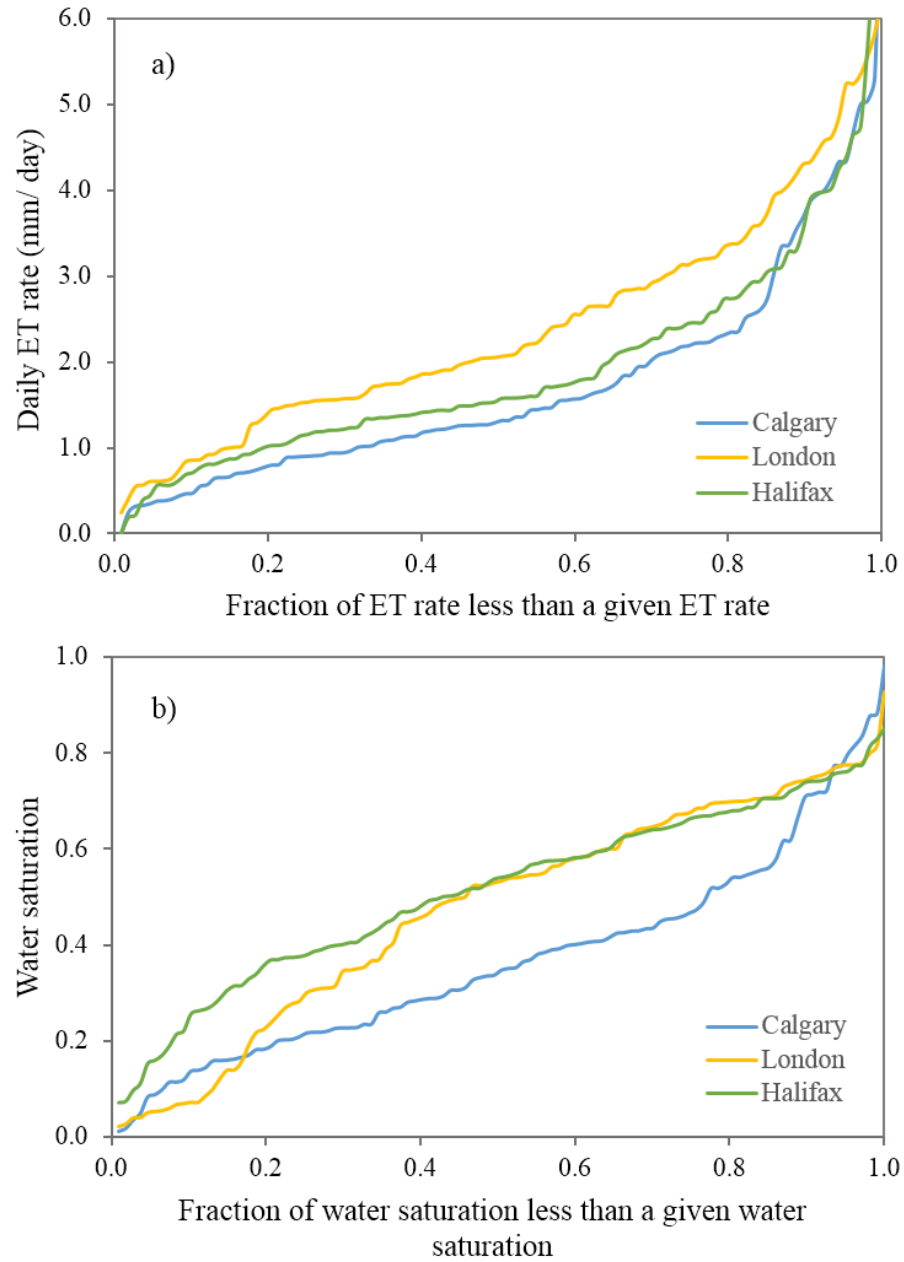 a)
6.0
5.0
4.0
3.0
2.0
1.0
0.0
Daily ET rate (mm/ day)
Calgary
London
Halifax
0.0 0.2 0.4 0.6 0.8 1.0
Fraction of ET rate less than a given ET rate
b)
1.0
0.8
0.6
0.4
0.2
0.0
Water saturation
Calgary
London
Halifax
0.0 0.2 0.4 0.6 0.8 1.0
Fraction of water saturation less than a given water
saturation